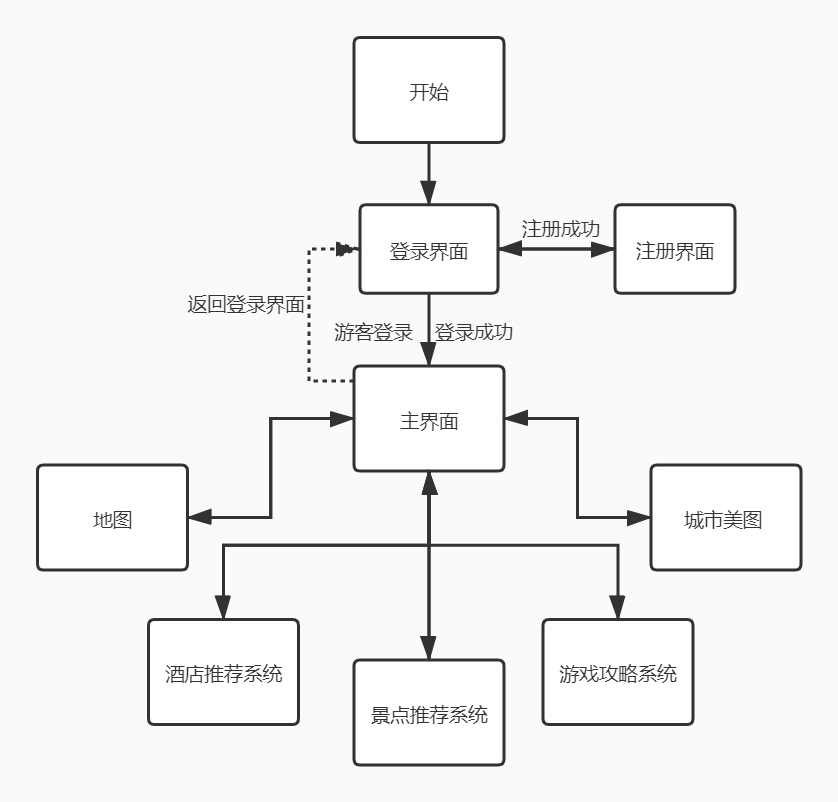 开始
注册成功
登录界面
注册界面
返回登录界面
游客登录
登录成功
主界面
地图
城市美图
酒店推荐系统
游戏攻略系统
景点推荐系统